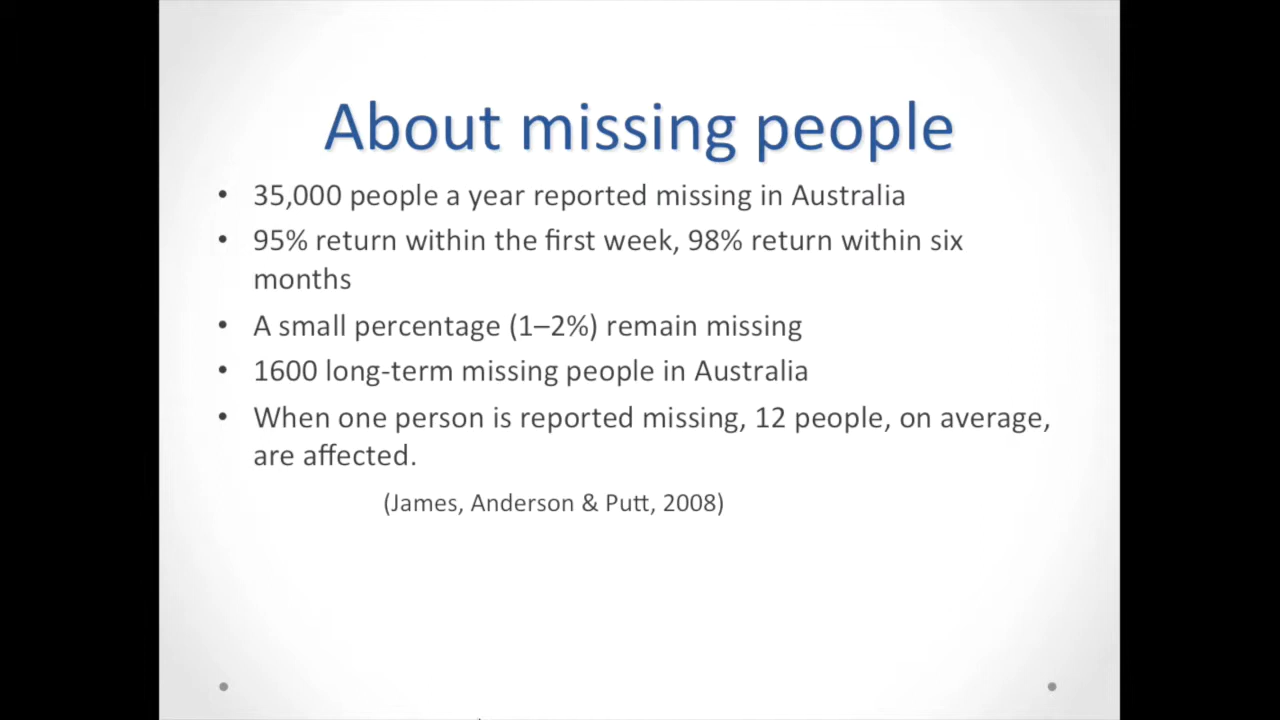 About missing people
• 35,000 people a year reported missing in Australia
• 95% return within the first week, 98% return within six
months
• A small percentage (1–2%) remain missing
• 1600 long-term missing people in Australia
• When one person is reported missing, 12 people, on average,
are affected.
(James, Anderson & Putt, 2008)